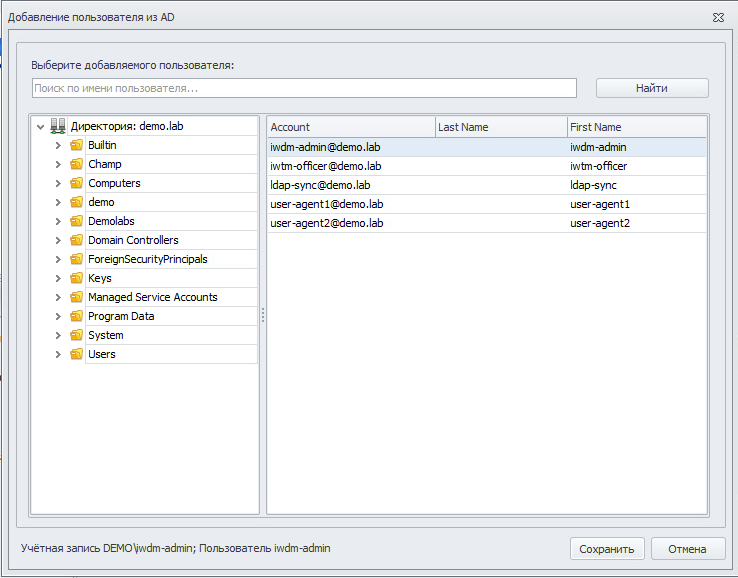 Добавление пользователя из AD
Выберите добавляемого пользователя:
Поиск по имени пользователя...
Найти
Директория: demo.lab
Builtin
Champ
Computers
demo
Demolabs
Domain Controllers
ForeignSecurityPrincipals
Keys
Managed Service Accounts
Program Data
System
Users
Account Last Name First Name
iwdm-admin@demo.lab iwdm-admin
iwtm-officer@demo.lab iwtm-officer
ldap-sync@demo.lab ldap-sync
user-agent1@demo.lab user-agent1
user-agent2@demo.lab user-agent2
Учётная запись DEMO\iwdm-admin; Пользователь iwdm-admin
Сохранить
Отмена